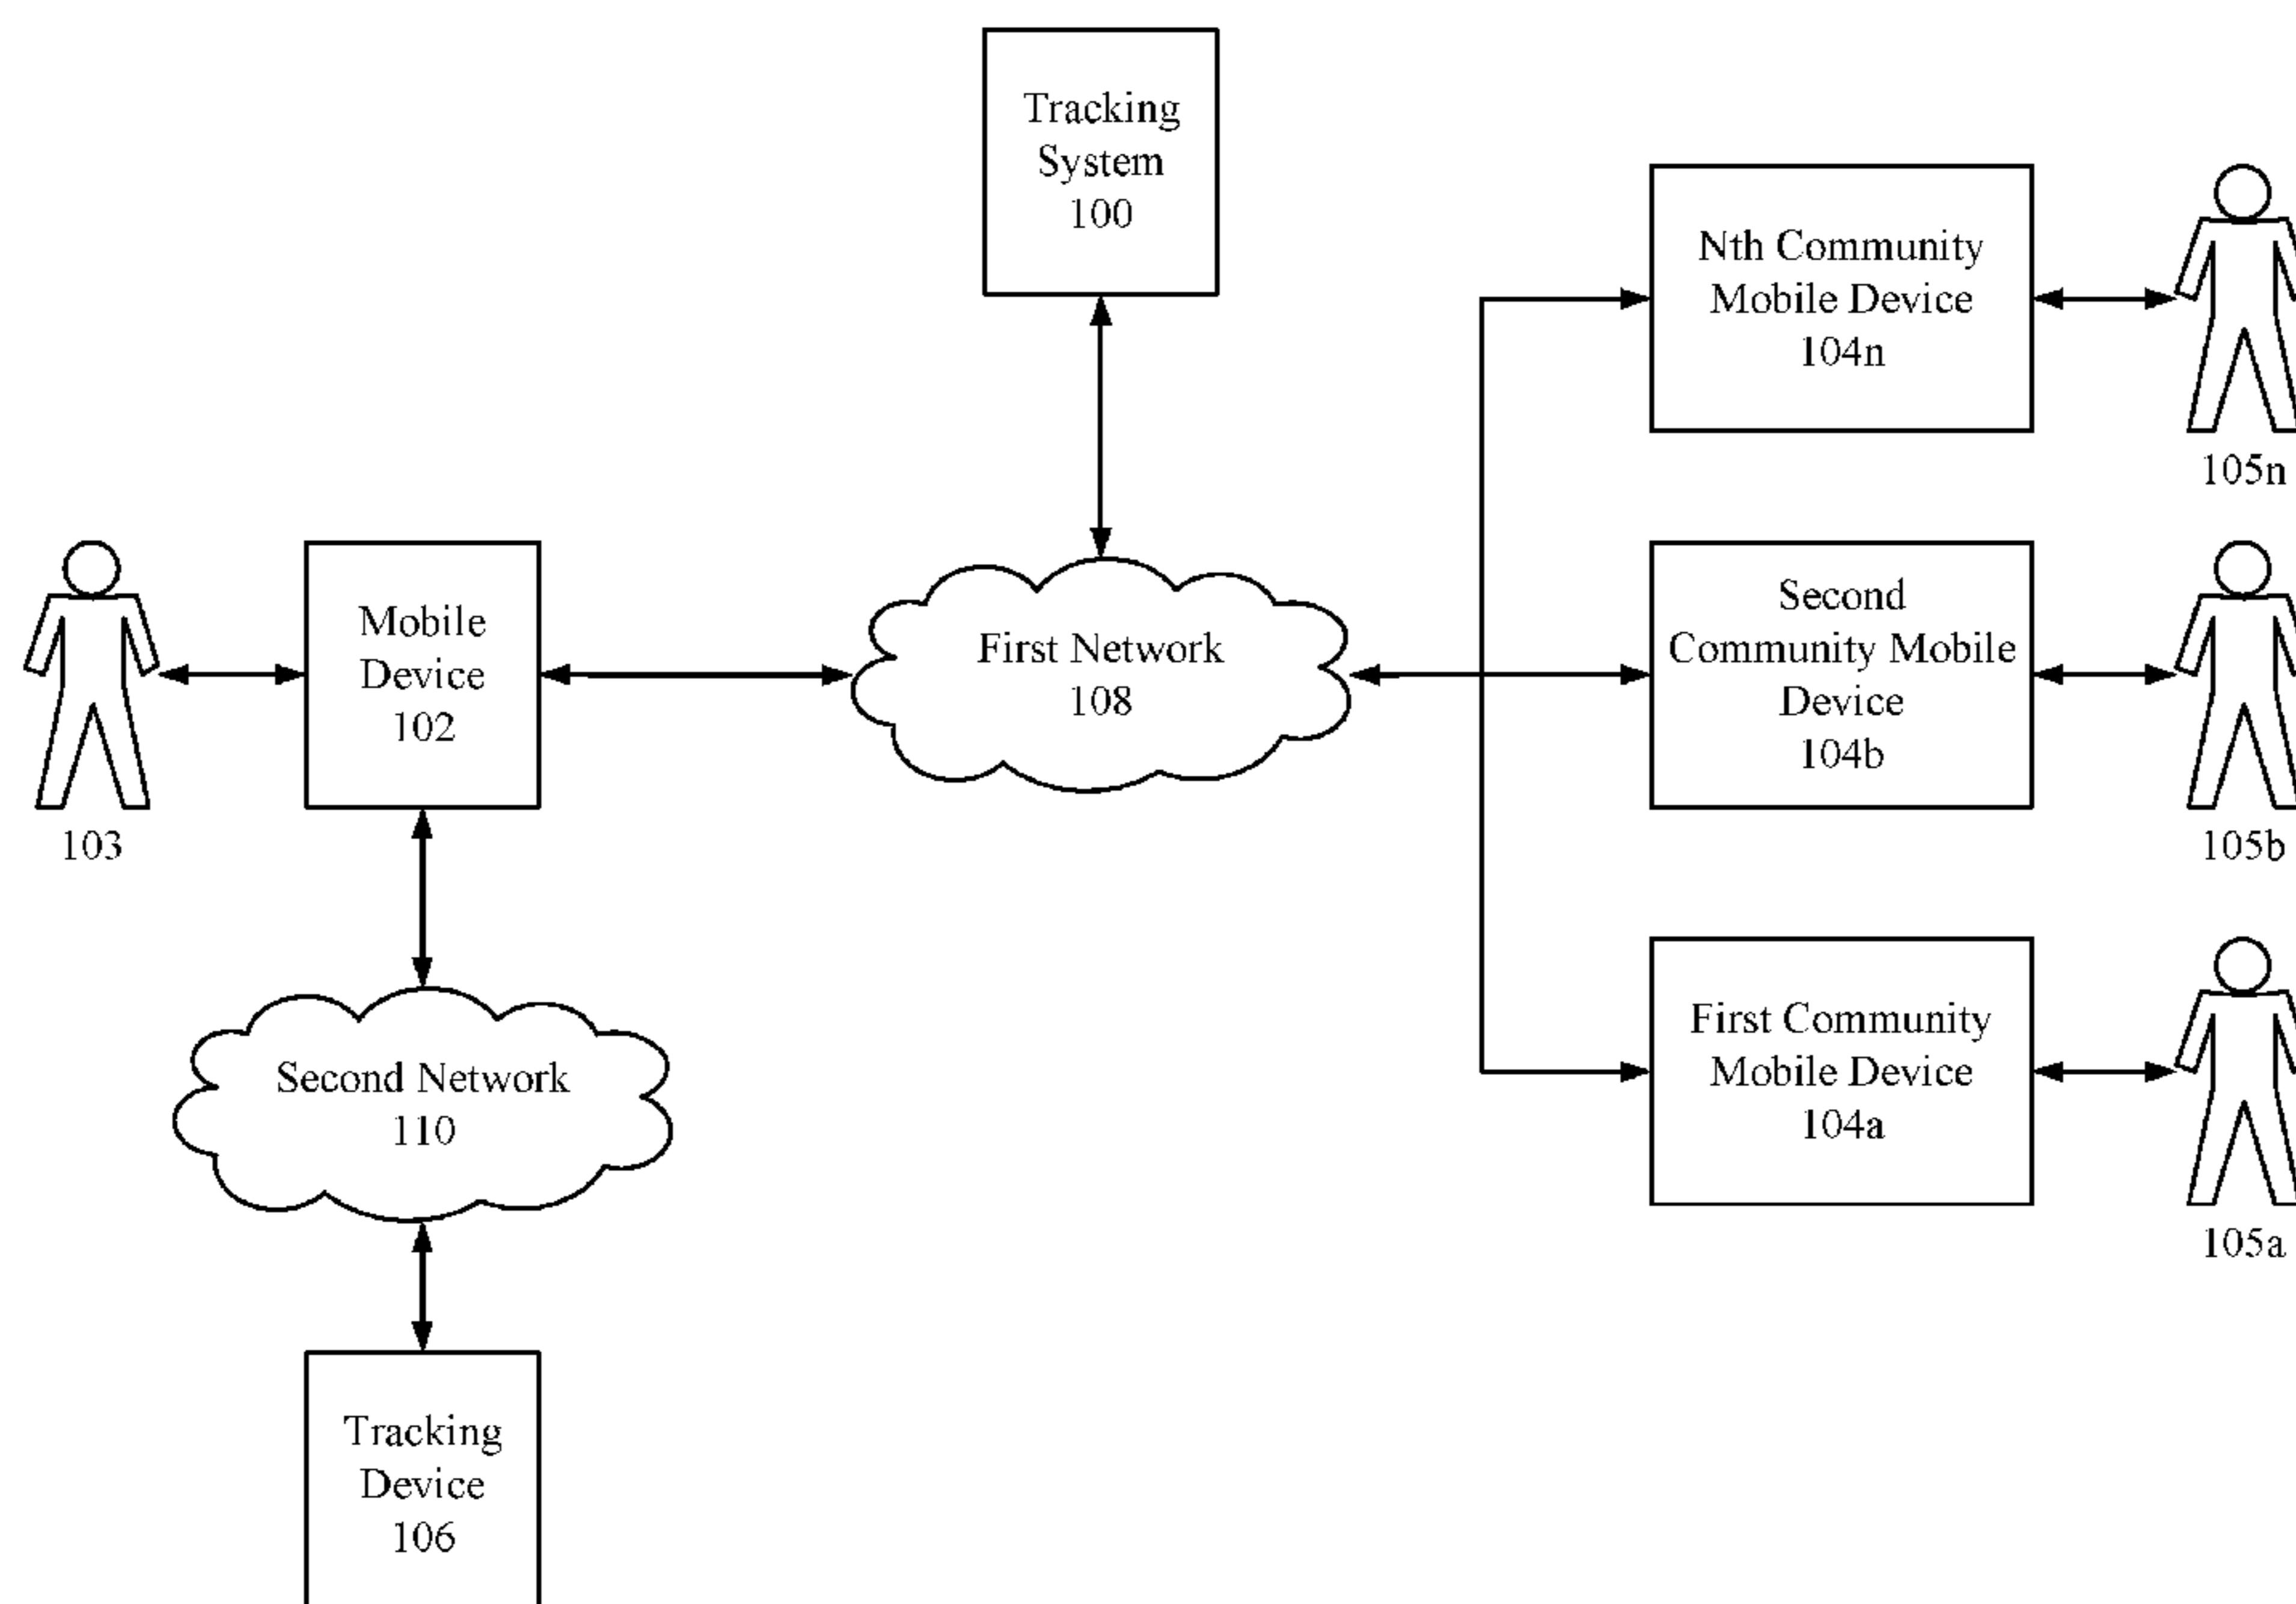 Tracking
System
100
Nth Community
Mobile Device
104n
105n
Mobile
Device
102
103
First Network
108
Second
Community Mobile
Device
104b
105b
Second Network
110
First Community
Mobile Device
104a
105a
Tracking
Device
106